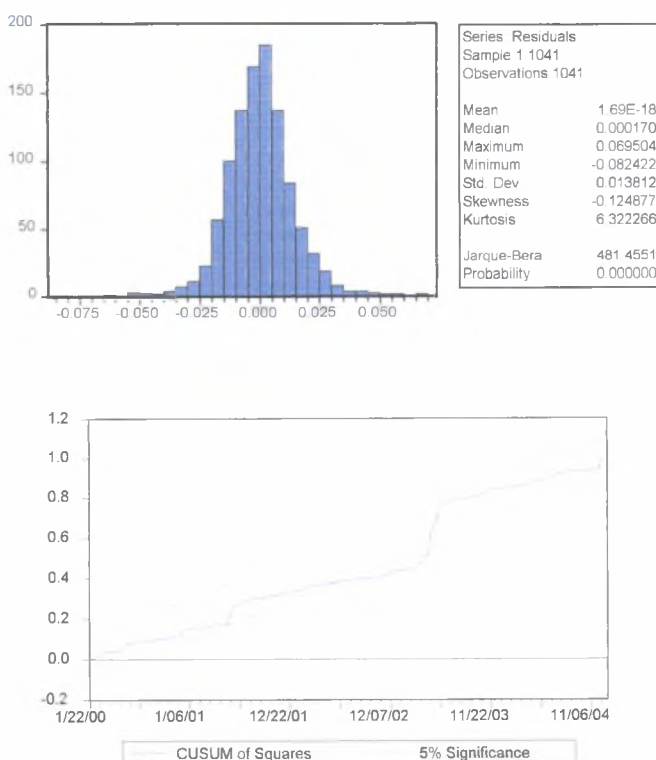 200
150
100
50
0
-0.075 -0.050 -0.025 0.000 0.025 0.050
Series Residuals
Sample 1 1041
Observations 1041
Mean 1.69E-18
Median 0.000170
Maximum 0.069504
Minimum -0.082422
Std. Dev 0.013812
Skewness -0.124877
Kurtosis 6.322266
Jarque-Bera 481.4551
Probability 0.000000
1.2
1.0
0.8
0.6
0.4
0.2
0.0
-0.2
1/22/00 1/06/01 12/22/01 12/07/02 11/22/03 11/06/04
CUSUM of Squares 5% Significance